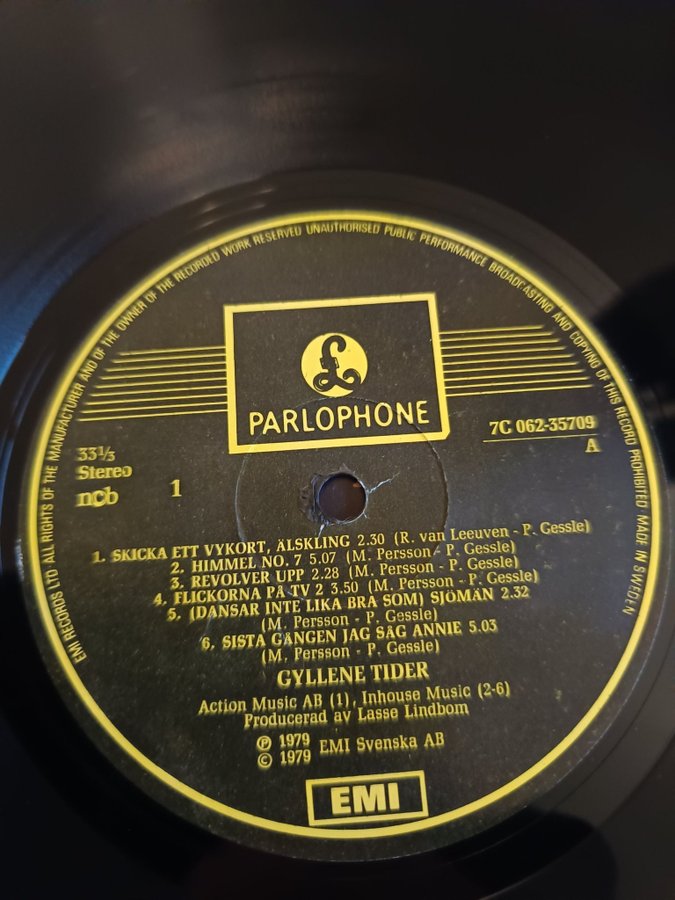 EMI RECORDS LTD ALL RIGHTS OF THE MANUFACTURER AND OF THE OWNER OF THE RECORDED WORK RESERVED UNAUTHORISED PUBLIC PERFORMANCE BROADCASTING AND COPYING OF THIS RECORD PROHIBITED MADE IN SWEDEN
£
PARLOPHONE
7C 062-35709
A
33⅓
Stereo
ncb
1
1. SKICKA ETT VYKORT, ÄLSKLING 2.30 (R. van Leeuven - P. Gessle)
2. HIMMEL NO. 7 5.07 (M. Persson - P. Gessle)
3. REVOLVER UPP 2.28 (M. Persson - P. Gessle)
4. FLICKORNA PÅ TV 2 3.50 (M. Persson - P. Gessle)
5. (DANSAR INTE LIKA BRA SOM) SJÖMÄN 2.32
(M. Persson - P. Gessle)
6. SISTA GÅNGEN JAG SÅG ANNIE 5.03
(M. Persson - P. Gessle)
GYLLENE TIDER
Action Music AB (1), Inhouse Music (2-6)
Producerad av Lasse Lindbom
℗ 1979
© 1979 EMI Svenska AB
EMI